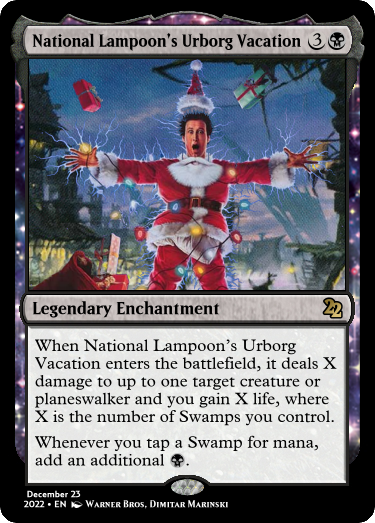 National Lampoon's Urborg Vacation 3
Legendary Enchantment 22
When National Lampoon's Urborg
Vacation enters the battlefield, it deals X
damage to up to one target creature or
planeswalker and you gain X life, where
X is the number of Swamps you control.
Whenever you tap a Swamp for mana,
add an additional .
December 23
2022 • EN Warner Bros, Dimitar Marinski